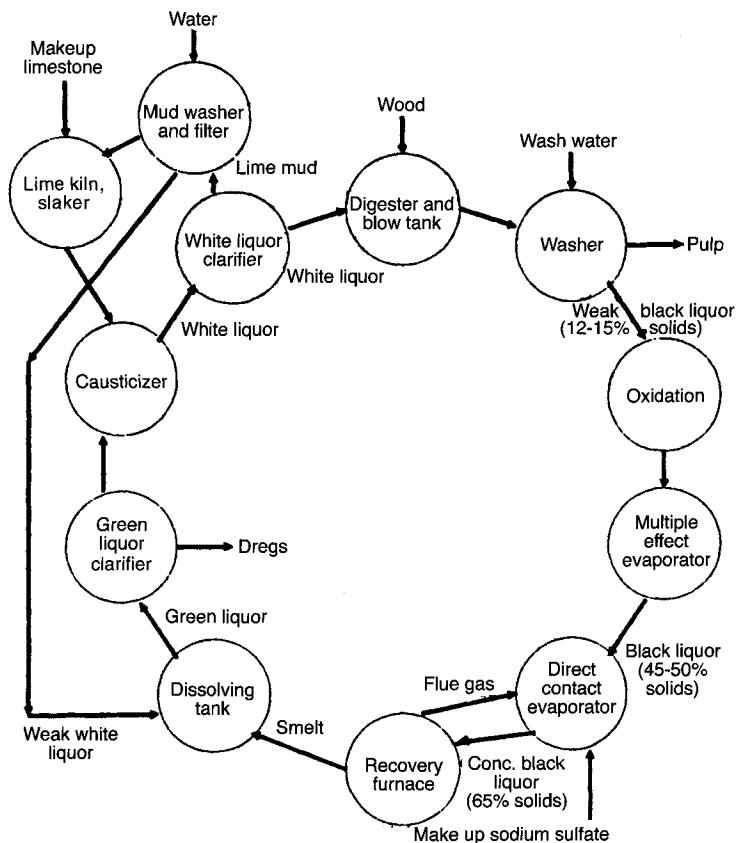 Water
Makeup
limestone
Mud washer
and filter
Wood
Wash water
Lime mud
Lime kiln,
slaker
Digester and
blow tank
White liquor
clarifier
Washer
Pulp
White liquor
Weak black liquor
(12-15% solids)
White liquor
Causticizer
Oxidation
Green
liquor
clarifier
Dregs
Multiple
effect
evaporator
Green liquor
Black liquor
(45-50%
solids)
Direct
contact
evaporator
Flue gas
Dissolving
tank
Smelt
Weak white
liquor
Recovery
furnace
Conc. black
liquor
(65% solids)
Make up sodium sulfate